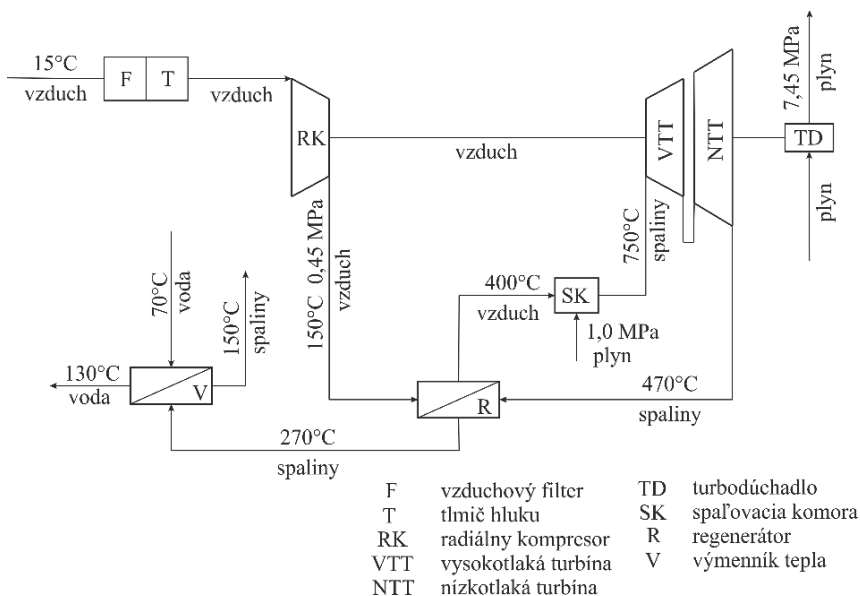 15°C
vzduch
F
T
vzduch
RK
vzduch
VTT
NTT
7,45 MPa
plyn
TD
plyn
150°C 0,45 MPa
vzduch
750°C
spaliny
400°C
vzduch
SK
1,0 MPa
plyn
70°C
voda
150°C
spaliny
130°C
voda
V
R
470°C
spaliny
270°C
spaliny
F vzduchový filter
T tlmič hluku
RK radiálny komprcsor
VTT vysokotlaká turbína
NTT nízkotlaká turbína
TD turbodúchadlo
SK spaľovacia komora
R regenerátor
V výmenník tepla